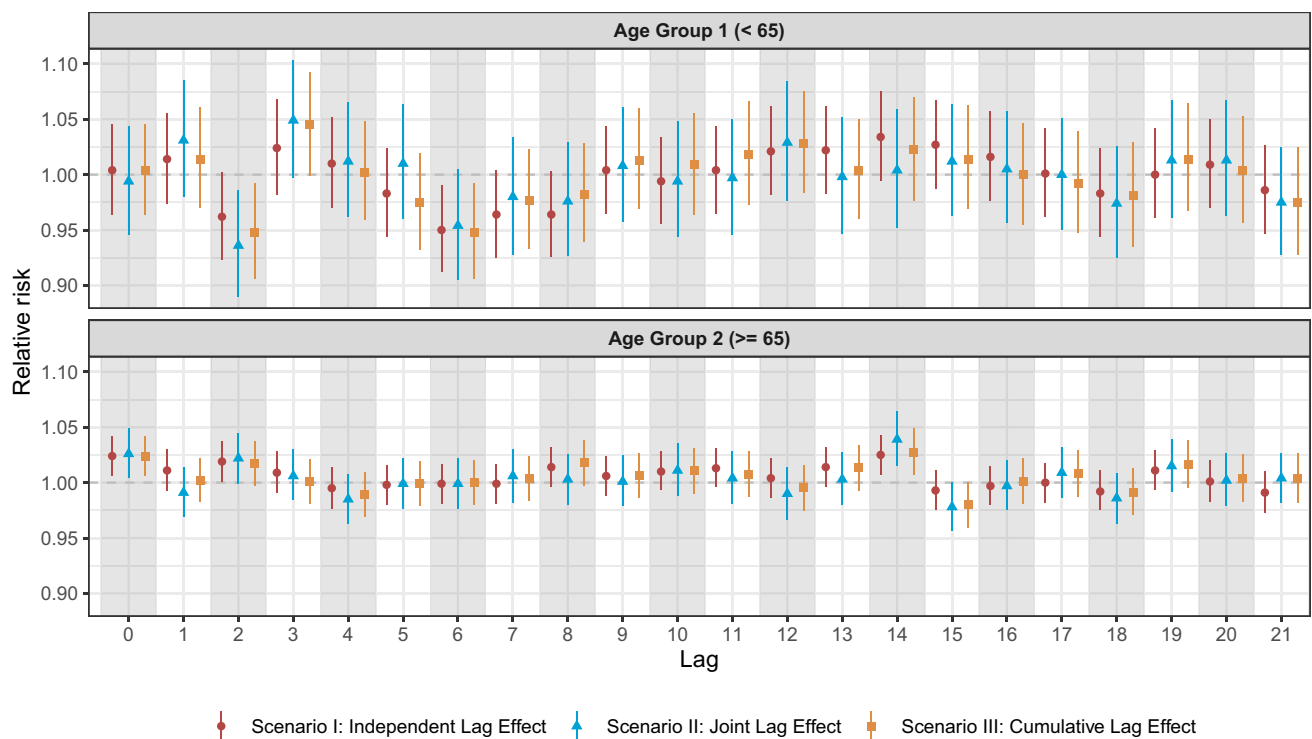 Age Group 1 (< 65)
1.10
1.05
1.00
0.95
0.90
Relative risk
Age Group 2 (>= 65)
1.10
1.05
1.00
0.95
0.90
0 1 2 3 4 5 6 7 8 9 10 11 12 13 14 15 16 17 18 19 20 21
Lag
Scenario I: Independent Lag Effect Scenario II: Joint Lag Effect Scenario III: Cumulative Lag Effect